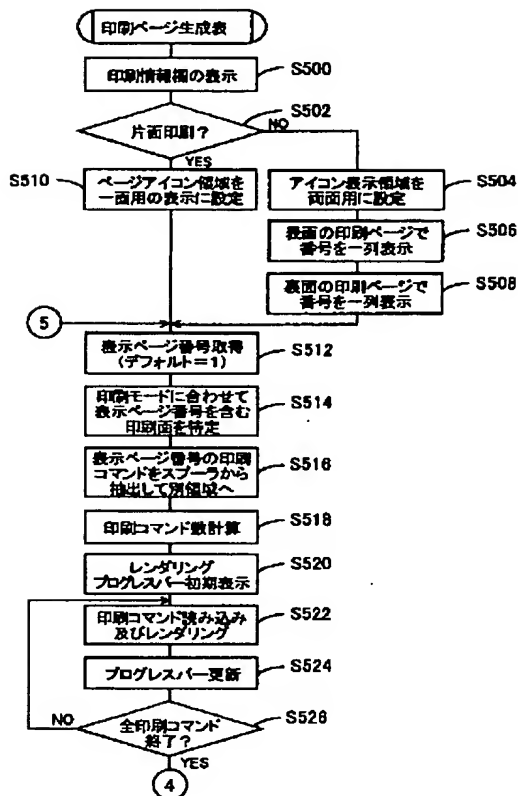 印刷ページ生成表
印刷情報欄の表示
S500
片面印刷?
S502
NO
YES
S510
ページアイコン領域を
一面用の表示に設定
アイコン表示領域を
両面用に設定
S504
表面の印刷ページで
番号を一列表示
S506
裏面の印刷ページで
番号を一列表示
S508
5
表示ページ番号取得
(デフォルト=1)
S512
印刷モードに合わせて
表示ページ番号を含む
印刷面を特定
S514
表示ページ番号の印刷
コマンドをスプーラから
抽出して別領域へ
S516
印刷コマンド数計算
S518
レンダリング
プログレスバー初期表示
S520
印刷コマンド読み込み
及びレンダリング
S522
プログレスバー更新
S524
NO
全印刷コマンド
終了?
S526
YES
4